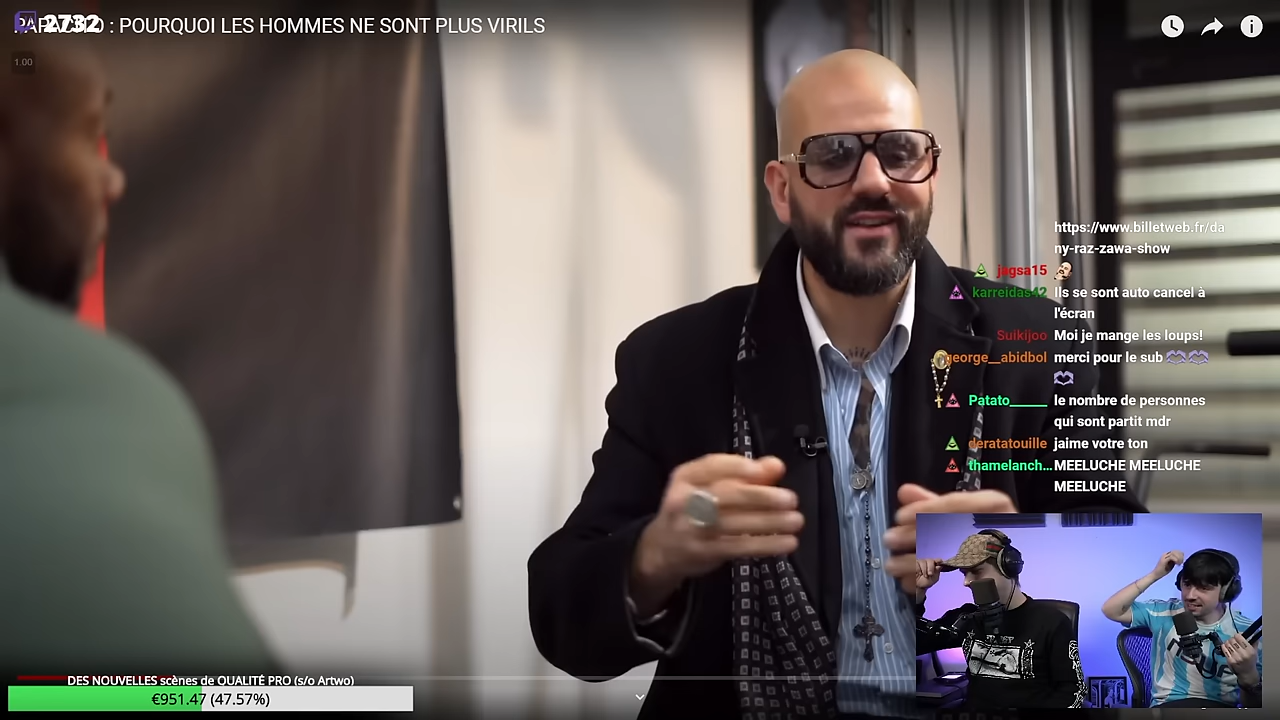 2732
: POURQUOI LES HOMMES NE SONT PLUS VIRILS
1.00
https://www.billetweb.fr/da
ny-raz-zawa-show
jagsa15
karreidas42 Ils se sont auto cancel à
l'écran
Suikijoo Moi je mange les loups!
george__abidbol merci pour le sub
Patato______ le nombre de personnes
qui sont partit mdr
deratatouille jaime votre ton
thamelanch... MEELUCHE MEELUCHE
MEELUCHE
DES NOUVELLES scènes de QUALITÉ PRO (s/o Artwo)
€951.47 (47.57%)